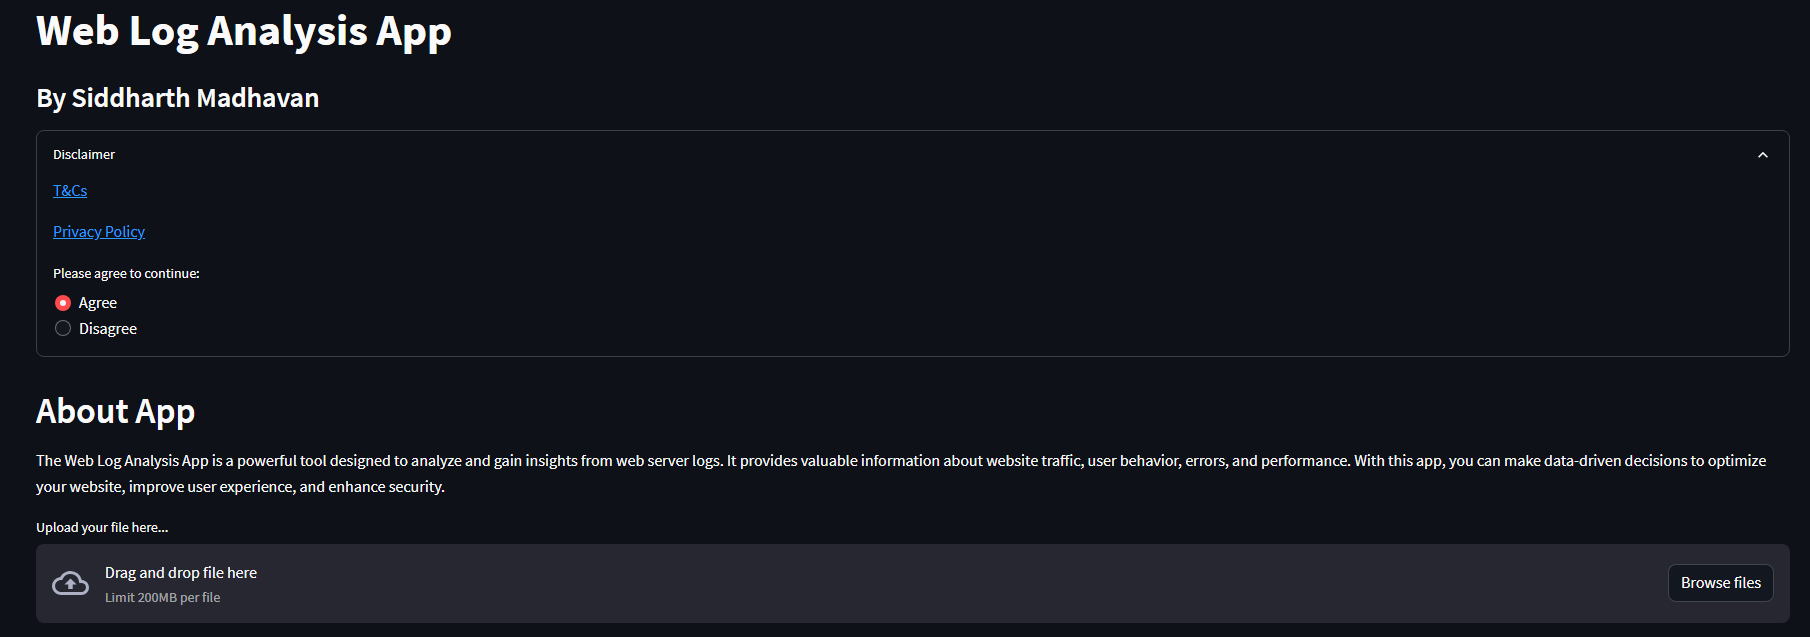 Web Log Analysis App
By Siddharth Madhavan
Disclaimer
T&Cs
Privacy Policy
Please agree to continue:
Agree
Disagree
About App
The Web Log Analysis App is a powerful tool designed to analyze and gain insights from web server logs. It provides valuable information about website traffic, user behavior, errors, and performance. With this app, you can make data-driven decisions to optimize
your website, improve user experience, and enhance security.
Upload your file here...
Drag and drop file here
Limit 200MB per file
Browse files